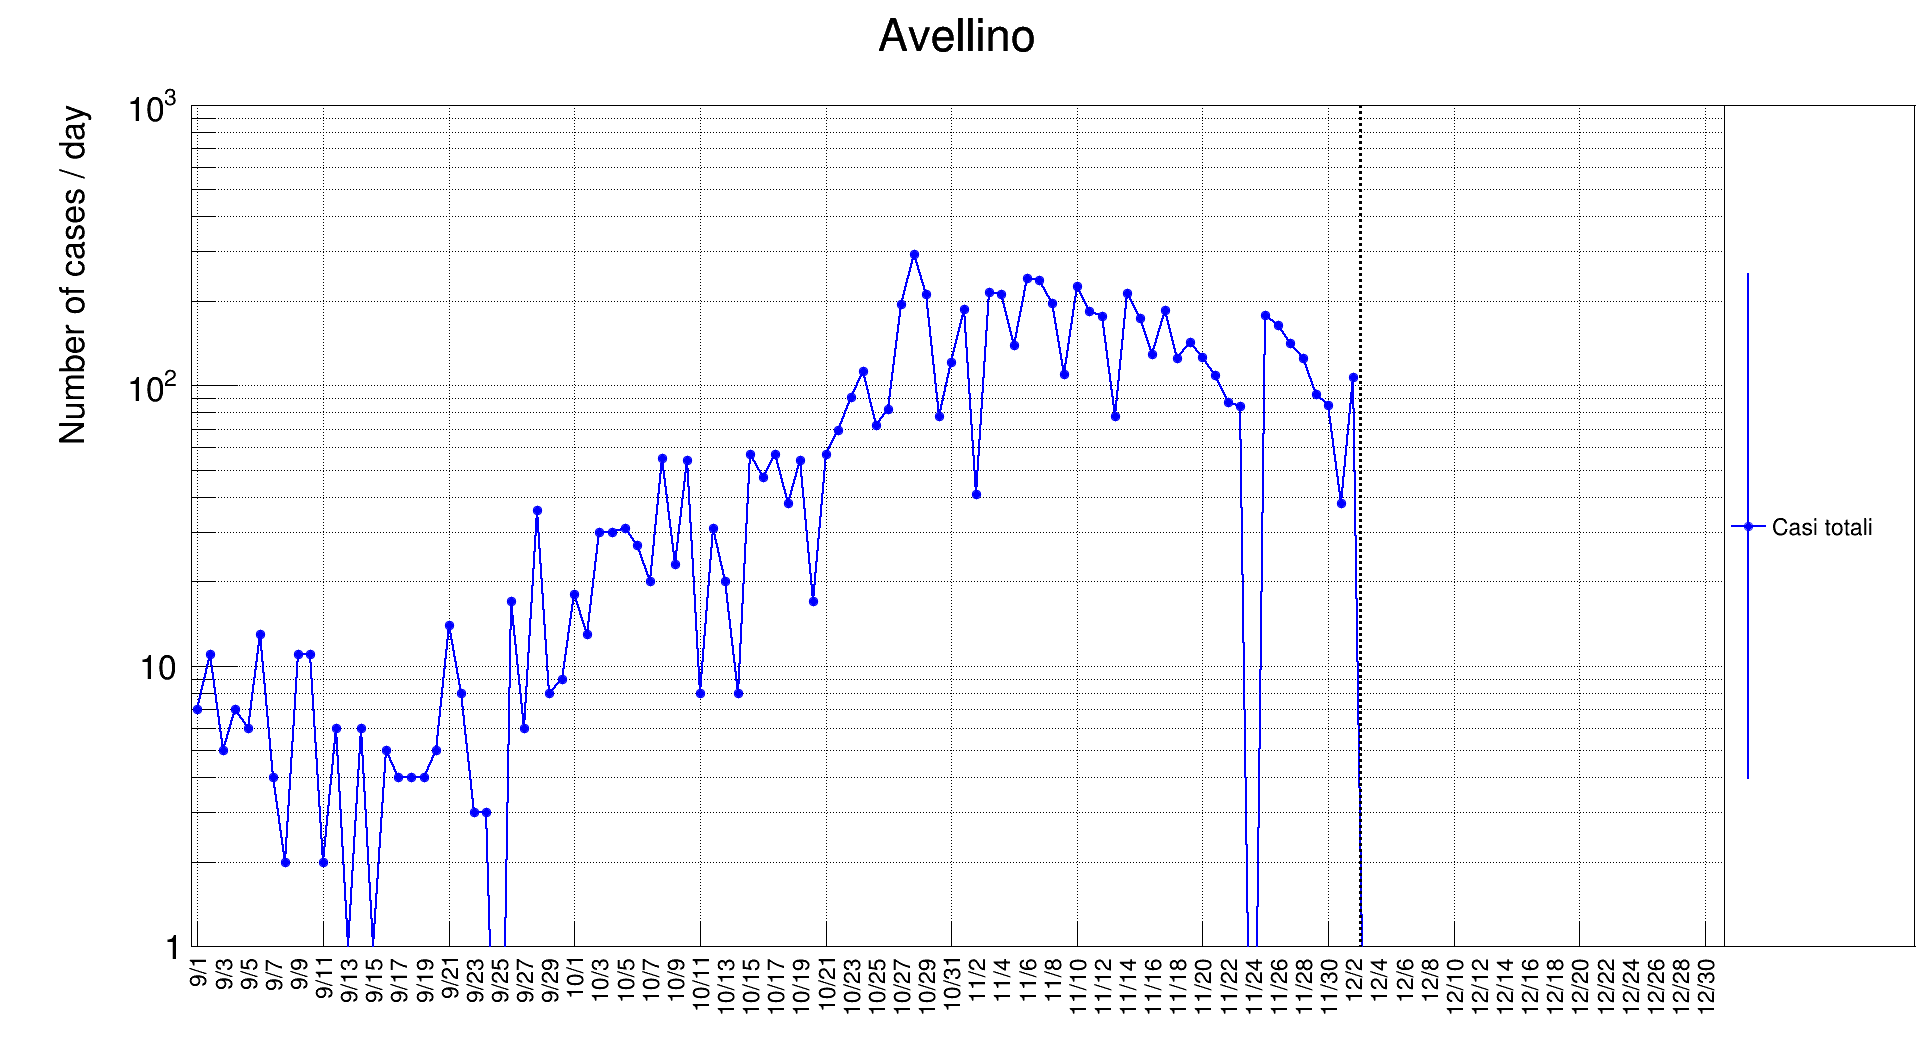 Avellino
Number of cases / day
10³
10²
10
1
9/1 9/3 9/5 9/7 9/9 9/11 9/13 9/15 9/17 9/19 9/21 9/23 9/25 9/27 9/29 10/1 10/3 10/5 10/7 10/9 10/11 10/13 10/15 10/17 10/19 10/21 10/23 10/25 10/27 10/29 10/31 11/2 11/4 11/6 11/8 11/10 11/12 11/14 11/16 11/18 11/20 11/22 11/24 11/26 11/28 11/30 12/2 12/4 12/6 12/8 12/10 12/12 12/14 12/16 12/18 12/20 12/22 12/24 12/26 12/28 12/30
Casi totali